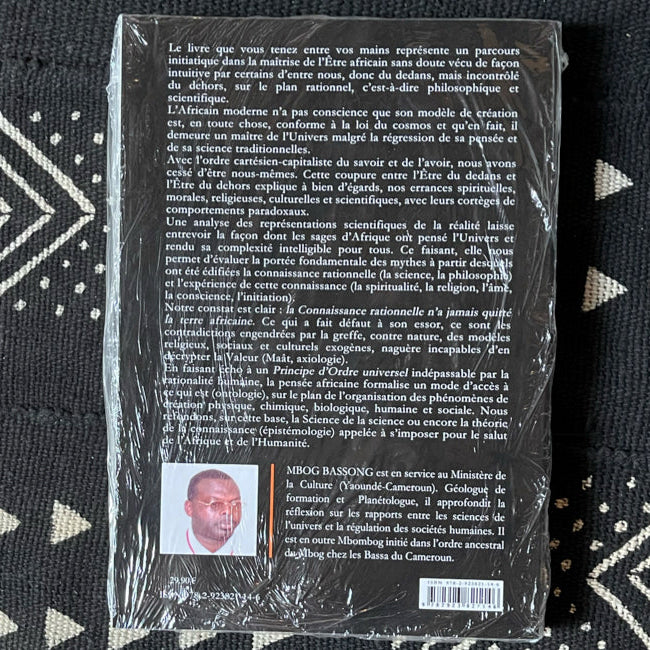 Le livre que vous tenez entre vos mains représente un parcours
initiatique dans la maîtrise de l'Être africain sans doute vécu de façon
intuitive par certains d'entre nous, donc du dedans, mais incontrôlé
du dehors, sur le plan rationnel, c'est-à-dire philosophique et
scientifique.
L'Africain moderne n'a pas conscience que son modèle de création
est, en toute chose, conforme à la loi du cosmos et qu'en fait, il
demeure un maître de l'Univers malgré la régression de sa pensée et
de sa science traditionnelles.
Avec l'ordre cartésien-capitaliste du savoir et de l'avoir, nous avons
cessé d'être nous-mêmes. Cette coupure entre l'Être du dedans et
l'Être du dehors explique à bien d'égards, nos errances spirituelles,
morales, religieuses, culturelles et scientifiques, avec leurs cortèges de
comportements paradoxaux.
Une analyse des représentations scientifiques de la réalité laisse
entrevoir la façon dont les sages d'Afrique ont pensé l'Univers et
rendu sa complexité intelligible pour tous. Ce faisant, elle nous
permet d'évaluer la portée fondamentale des mythes à partir desquels
ont été édifiées la connaissance rationnelle (la science, la philosophie)
et l'expérience de cette connaissance (la spiritualité, la religion, l'âme,
la conscience, l'initiation).
Notre constat est clair : la Connaissance rationnelle n'a jamais quitté
la terre africaine. Ce qui a fait défaut à son essor, ce sont les
contradictions engendrées par la greffe, contre nature, des modèles
religieux, sociaux et culturels exogènes, naguère incapables d'en
décrypter la Valeur (Maât, axiologie).
En faisant écho à un Principe d'Ordre universel indépassable par la
rationalité humaine, la pensée africaine formalise un mode d'accès à
ce qui est (ontologie), sur le plan de l'organisation des phénomènes de
création physique, chimique, biologique, humaine et sociale. Nous
refondons, sur cette base, la Science de la science ou encore la théorie
de la connaissance (épistémologie) appelée à s'imposer pour le salut
de l'Afrique et de l'Humanité.
MBOG BASSONG est en service au Ministère de
la Culture (Yaoundé-Cameroun). Géologue de
formation et Planétologue, il approfondit la
réflexion sur les rapports entre les sciences de
l'univers et la régulation des sociétés humaines. Il
est en outre Mbombog initié dans l'ordre ancestral
du Mbog chez les Bassa du Cameroun.
29,90 €
ISBN 978-2-923821-14-6
ISBN 978-2-923821-14-6
9 782923 821146